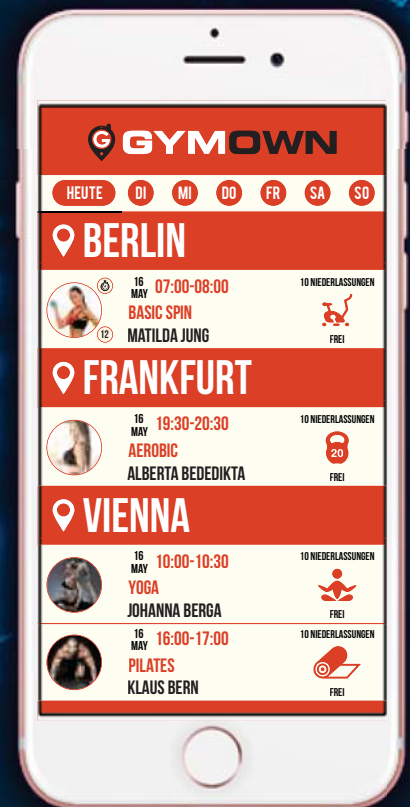 G GYMOWN
HEUTE DI MI DO FR SA SO
BERLIN
16 MAY 07:00-08:00
BASIC SPIN
MATILDA JUNG
12
10 NIEDERLASSUNGEN
FREI
FRANKFURT
16 MAY 19:30-20:30
AEROBIC
ALBERTA BEDEDIKTA
10 NIEDERLASSUNGEN
20
FREI
VIENNA
16 MAY 10:00-10:30
YOGA
JOHANNA BERGA
10 NIEDERLASSUNGEN
FREI
16 MAY 16:00-17:00
PILATES
KLAUS BERN
10 NIEDERLASSUNGEN
FREI